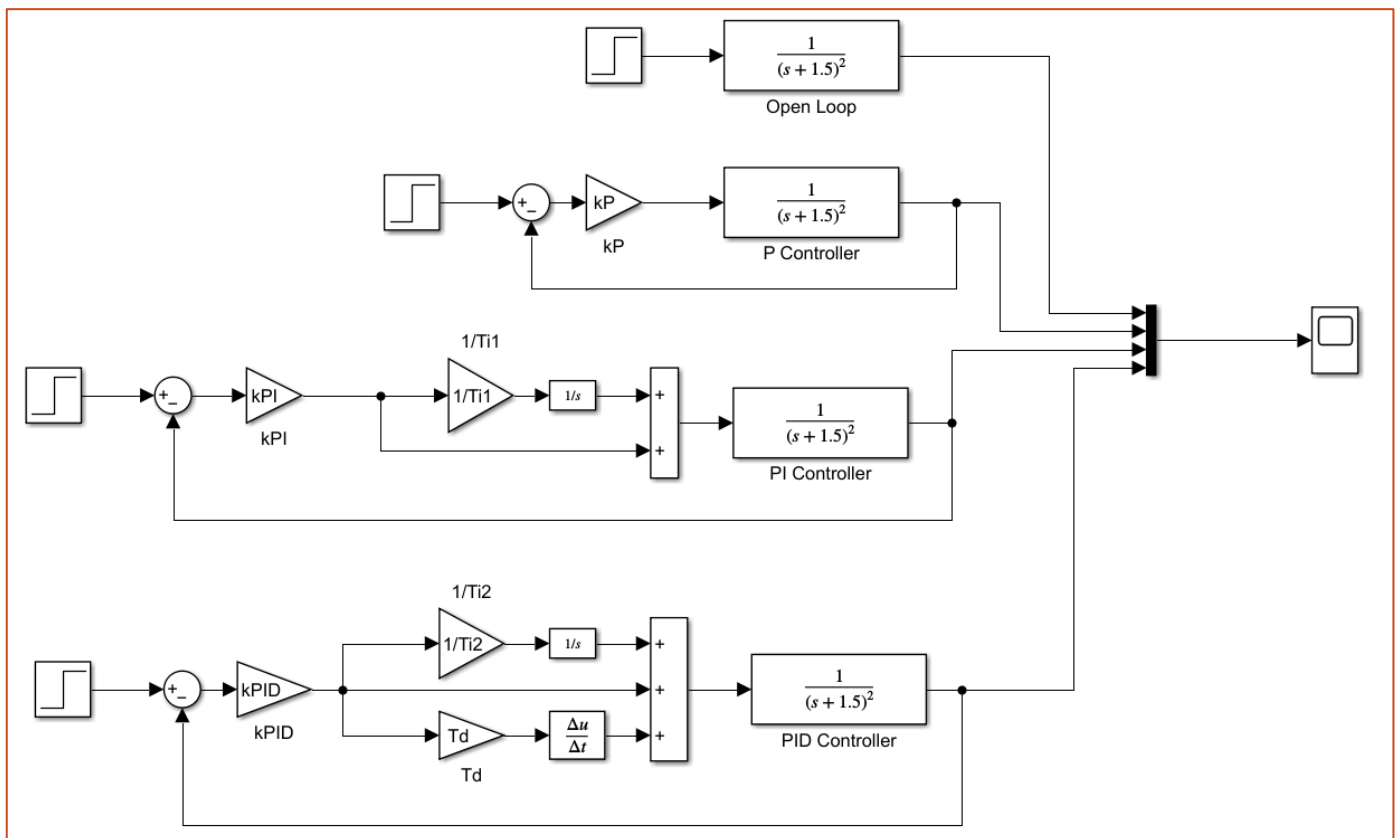 1
(s + 1.5)²
Open Loop
+
−
kP
kP
1
(s + 1.5)²
P Controller
+
−
kPI
kPI
1/Ti1
1/Ti1
1/s
+
+
1
(s + 1.5)²
PI Controller
+
−
kPID
kPID
1/Ti2
1/Ti2
1/s
Td
Td
Δu
Δt
+
+
+
1
(s + 1.5)²
PID Controller